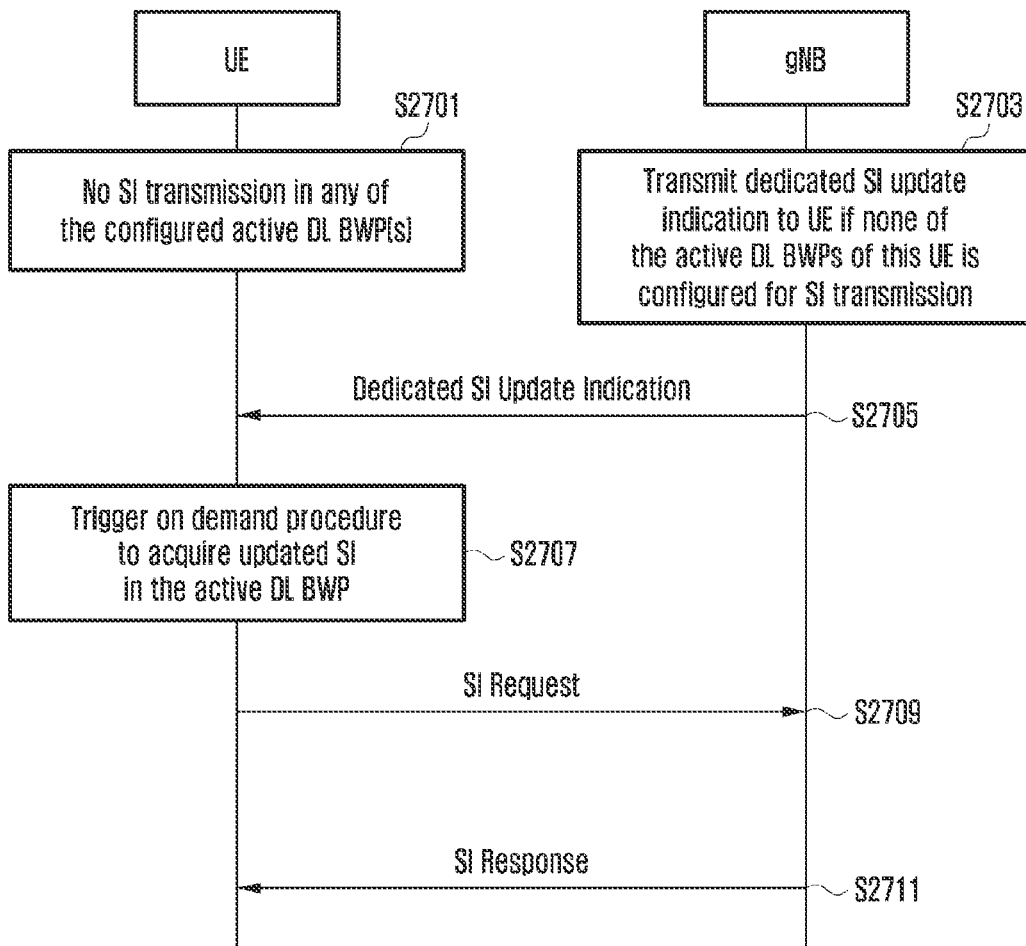 UE
gNB
S2701
S2703
No SI transmission in any of
the configured active DL BWP(s)
Transmit dedicated SI update
indication to UE if none of
the active DL BWPs of this UE is
configured for SI transmission
Dedicated SI Update Indication
S2705
Trigger on demand procedure
to acquire updated SI
in the active DL BWP
S2707
SI Request
S2709
SI Response
S2711